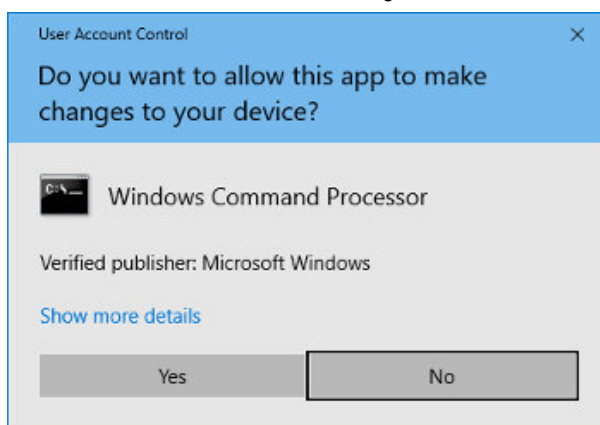 User Account Control
Do you want to allow this app to make
changes to your device?
C:\_
Windows Command Processor
Verified publisher: Microsoft Windows
Show more details
Yes
No